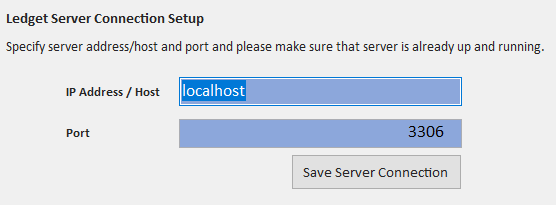 Ledget Server Connection Setup
Specify server address/host and port and please make sure that server is already up and running.
IP Address / Host localhost
Port 3306
Save Server Connection